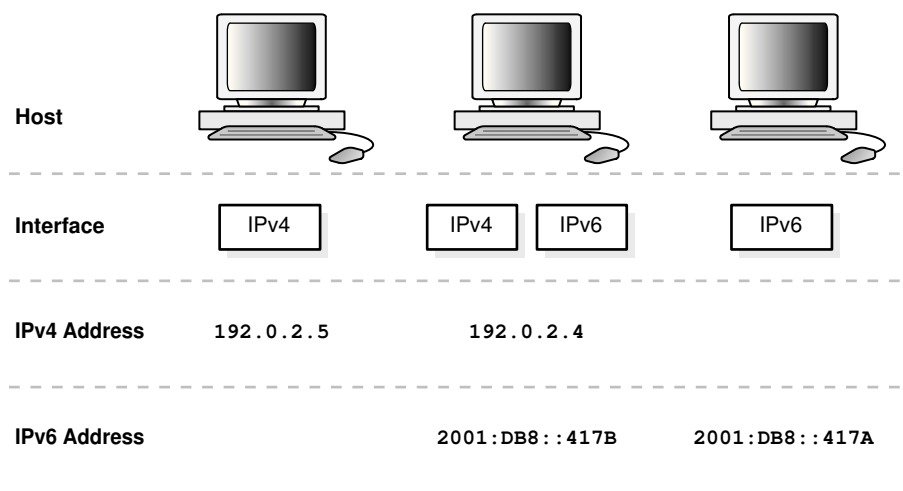 Host
Interface IPv4 IPv4 IPv6 IPv6
IPv4 Address 192.0.2.5 192.0.2.4
IPv6 Address 2001:DB8::417B 2001:DB8::417A